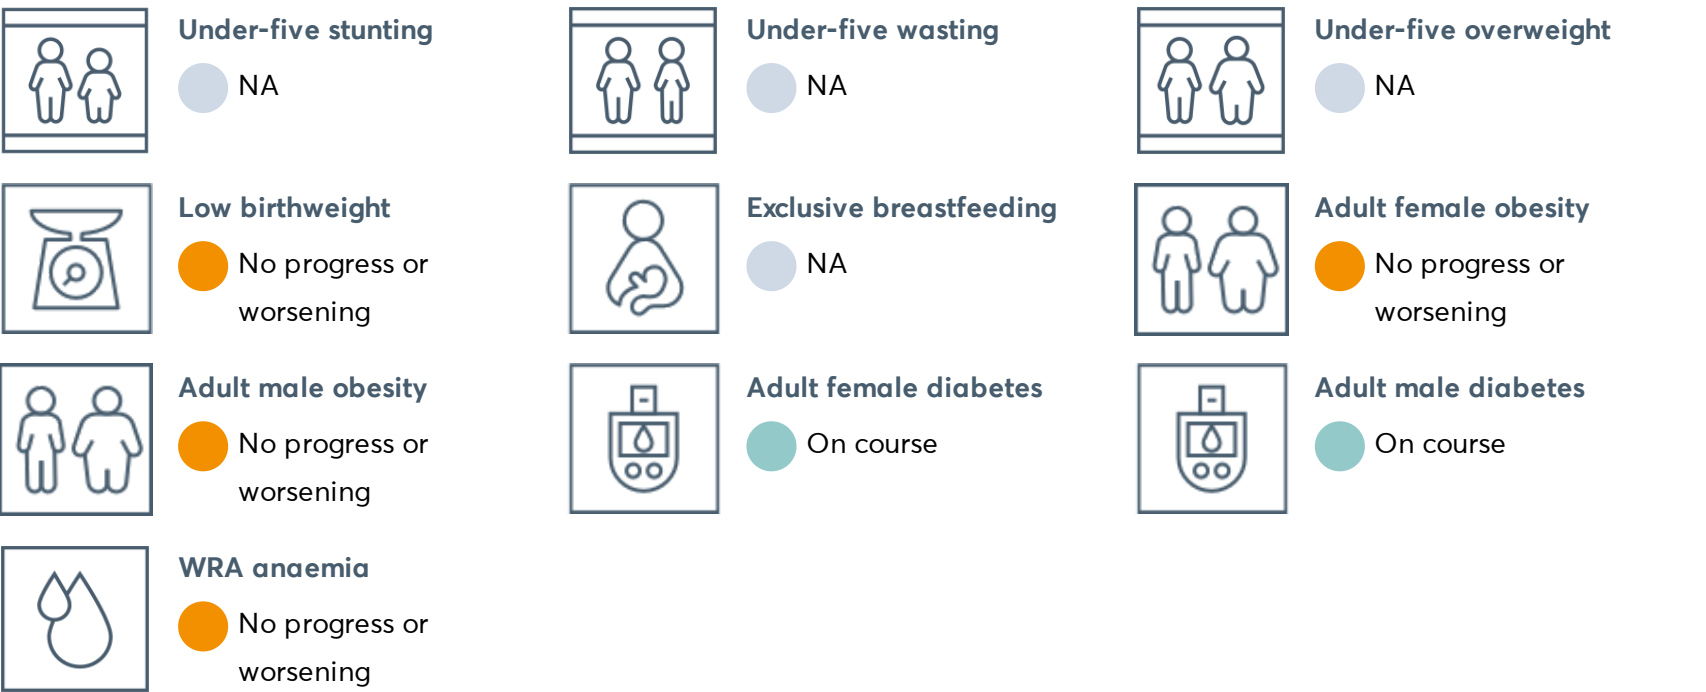 Under-five stunting
NA
Under-five wasting
NA
Under-five overweight
NA
Low birthweight
No progress or
worsening
Exclusive breastfeeding
NA
Adult female obesity
No progress or
worsening
Adult male obesity
No progress or
worsening
Adult female diabetes
On course
Adult male diabetes
On course
WRA anaemia
No progress or
worsening